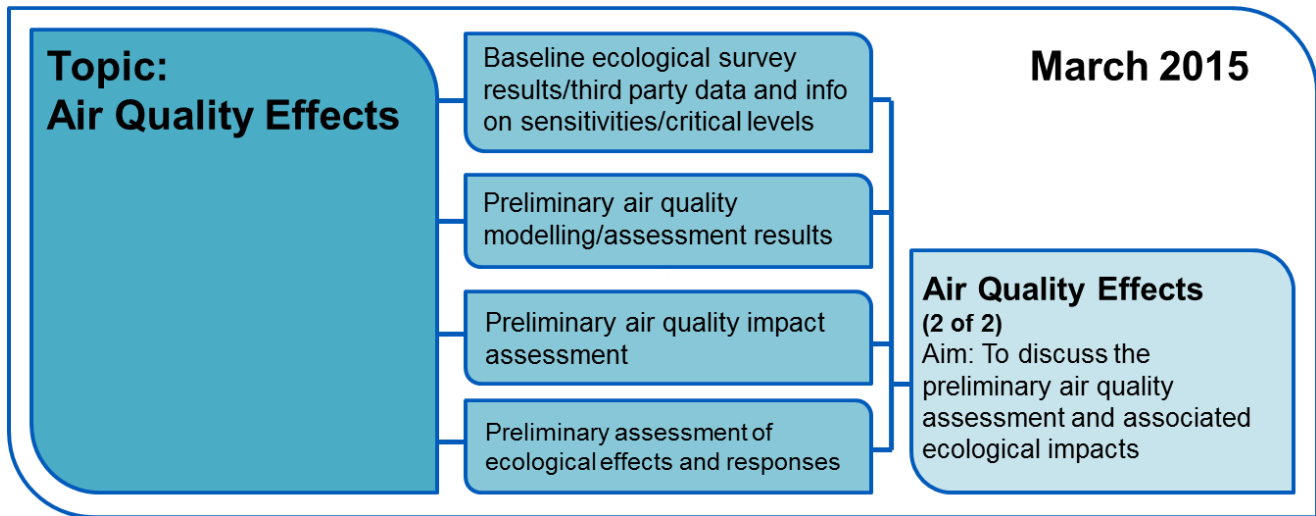 Topic:
Air Quality Effects
Baseline ecological survey
results/third party data and info
on sensitivities/critical levels
Preliminary air quality
modelling/assessment results
Preliminary air quality impact
assessment
Preliminary assessment of
ecological effects and responses
March 2015
Air Quality Effects
(2 of 2)
Aim: To discuss the
preliminary air quality
assessment and associated
ecological impacts